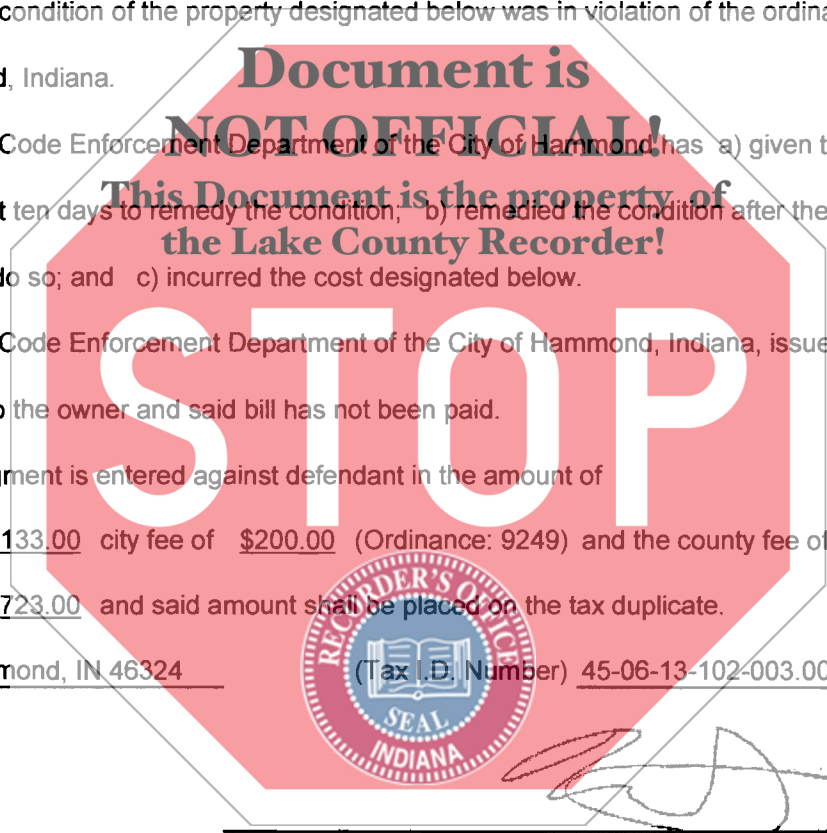 condition of the property designated below was in violation of the ordina
d, Indiana.
Document is
NOT OFFICIAL!
Code Enforcement Department of the City of Hammond has a) given t
This Document is the property of
t ten days to remedy the condition; b) remedied the condition after the
the Lake County Recorder!
do so; and c) incurred the cost designated below.
STOP
Code Enforcement Department of the City of Hammond, Indiana, issue
o the owner and said bill has not been paid.
gment is entered against defendant in the amount of
133.00 city fee of $200.00 (Ordinance: 9249) and the county fee of
723.00 and said amount shall be placed on the tax duplicate.
mond, IN 46324 (Tax I.D. Number) 45-06-13-102-003.00
RECORDER'S OFFICE
SEAL
INDIANA